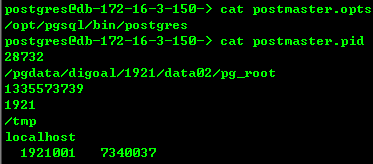 postgres@db-172-16-3-150-> cat postmaster.opts
/opt/pgsql/bin/postgres
postgres@db-172-16-3-150-> cat postmaster.pid
28732
/pgdata/digoal/1921/data02/pg_root
1335573739
1921
/tmp
localhost
  1921001   7340037